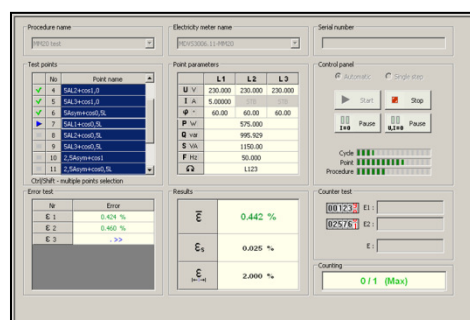 Procedure name
Electricity meter name
Serial number
MM20 test
Test points
Point parameters
Control panel
No Point name
L1 L2 L3
Automatic Single step
4 5AL2+cos1,0
U V 230.000 230.000 230.000
5 5AL3+cos1,0
I A 5.00000
Start Stop
6 5Asym+cos0,5L
φ ° 60.00 60.00 60.00
7 5AL1+cos0,5L
P W 575.000
8 5AL2+cos0,5L
Q var 995.929
I=0 Pause U,I=0 Pause
9 5AL3+cos0,5L
S VA 1150.00
10 2,5Asym+cos1
F Hz 50.000
Cycle
11 2,5Asym+cos0,5L
L123
Point
Procedure
Ctrl/Shift - multiple points selection
Error test
Results
Counter test
Nr Error
E 1 0.424 %
ε̅ 0.442 %
E1 :
E 2 0.460 %
E2 :
E 3 . >>
εs 0.025 %
E :
Counting
ε 2.000 %
0 / 1 (Max)